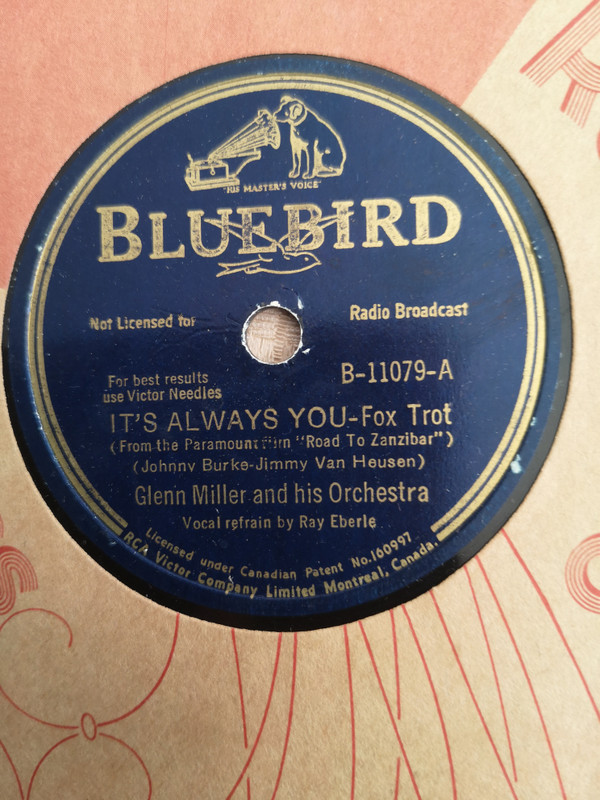 "HIS MASTER'S VOICE"
BLUEBIRD
Not Licensed for Radio Broadcast
B-11079-A
For best results
use Victor Needles
IT'S ALWAYS YOU-Fox Trot
(From the Paramount film "Road To Zanzibar")
(Johnny Burke-Jimmy Van Heusen)
Glenn Miller and his Orchestra
Vocal refrain by Ray Eberle
Licensed under Canadian Patent No.160997
RCA Victor Company Limited Montreal, Canada.